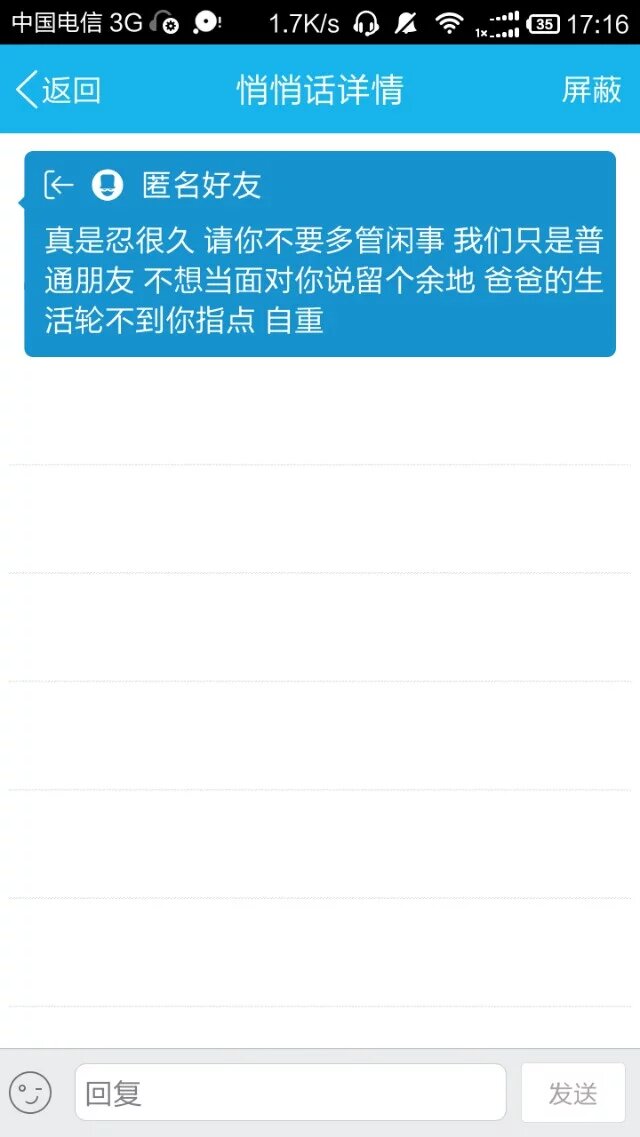 中国电信 3G 1.7K/s 1x 35 17:16
返回 悄悄话详情 屏蔽
匿名好友
真是忍很久 请你不要多管闲事 我们只是普
通朋友 不想当面对你说留个余地 爸爸的生
活轮不到你指点 自重
回复 发送